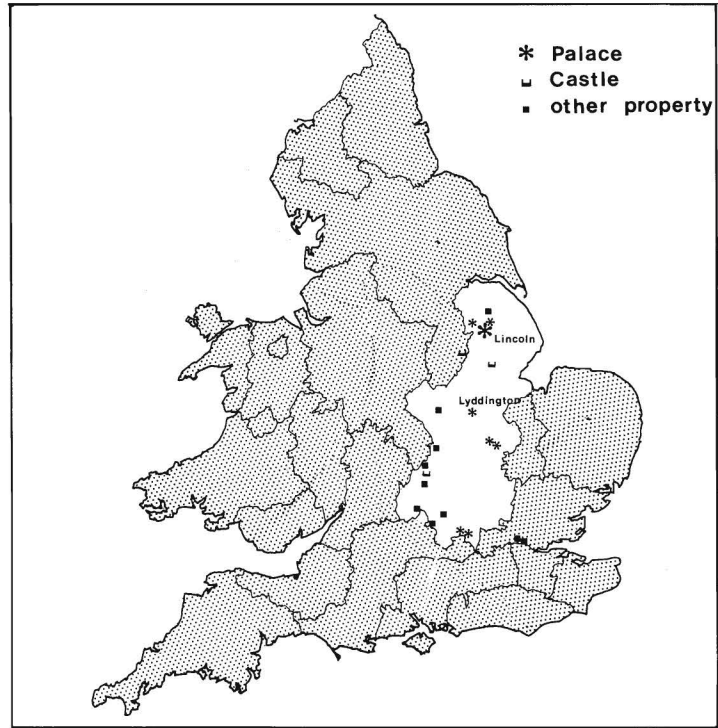 Palace
Castle
other property
Lincoln
Lyddington